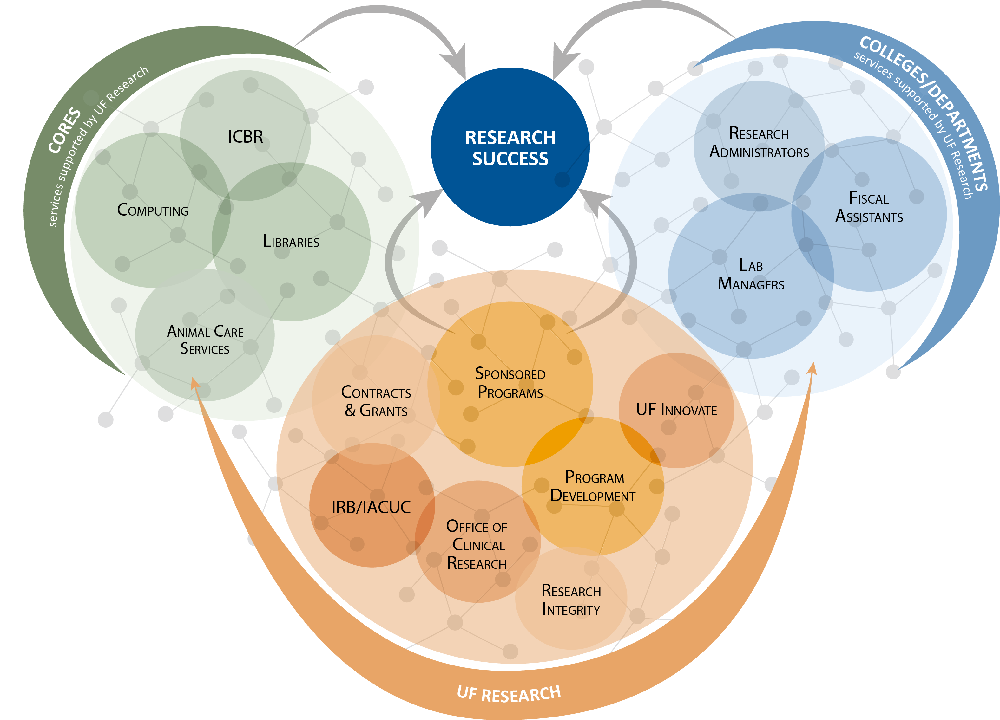 CORES
services supported by UF Research
ICBR
COMPUTING
LIBRARIES
ANIMAL CARE
SERVICES
RESEARCH
SUCCESS
COLLEGES/DEPARTMENTS
services supported by UF Research
RESEARCH
ADMINISTRATORS
FISCAL
ASSISTANTS
LAB
MANAGERS
SPONSORED
PROGRAMS
CONTRACTS
& GRANTS
UF INNOVATE
PROGRAM
DEVELOPMENT
IRB/IACUC
OFFICE OF
CLINICAL
RESEARCH
RESEARCH
INTEGRITY
UF RESEARCH